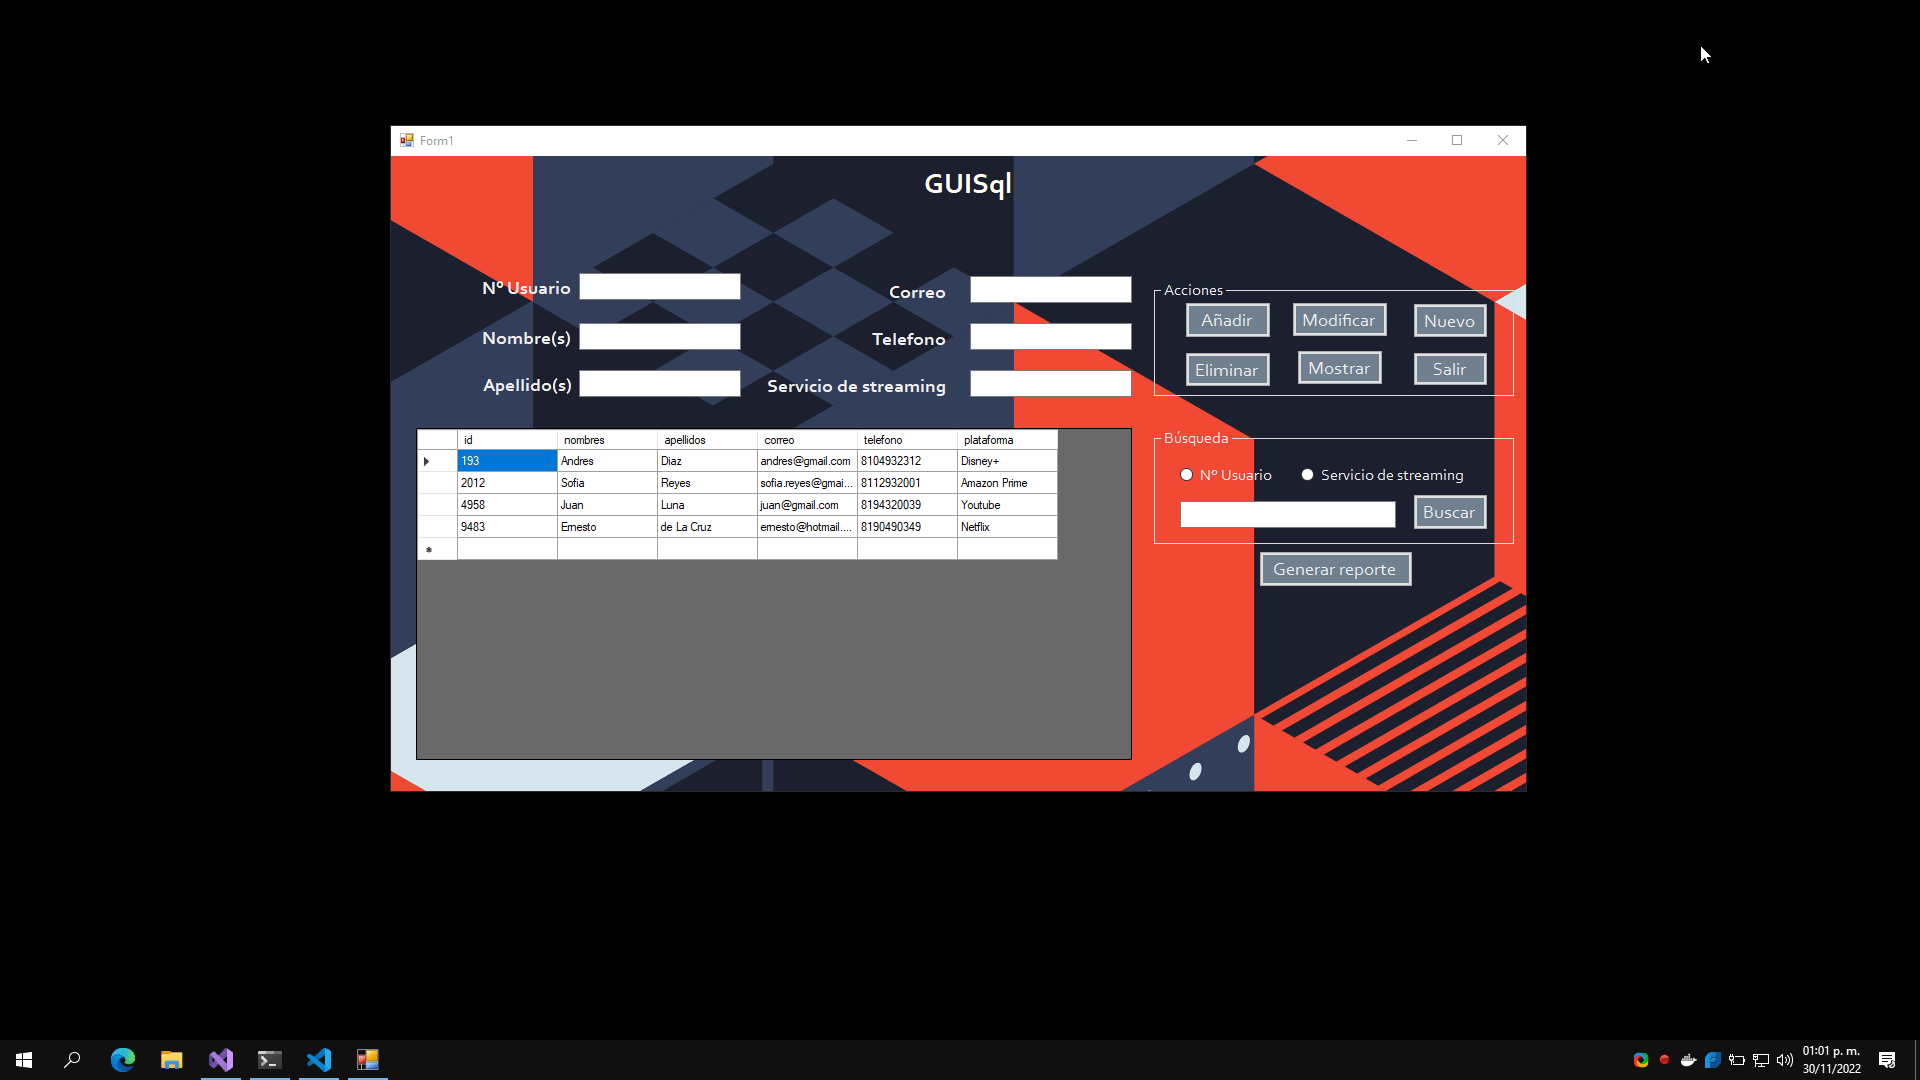 Form1
GUISql
Nº Usuario
Correo
Nombre(s)
Telefono
Apellido(s)
Servicio de streaming
Acciones
Añadir Modificar Nuevo
Eliminar Mostrar Salir
id nombres apellidos correo telefono plataforma
193 Andres Diaz andres@gmail.com 8104932312 Disney+
2012 Sofia Reyes sofia.reyes@gmai... 8112932001 Amazon Prime
4958 Juan Luna juan@gmail.com 8194320039 Youtube
9483 Ernesto de La Cruz ernesto@hotmail.... 8190490349 Netflix
Búsqueda
Nº Usuario Servicio de streaming
Buscar
Generar reporte
01:01 p. m.
30/11/2022